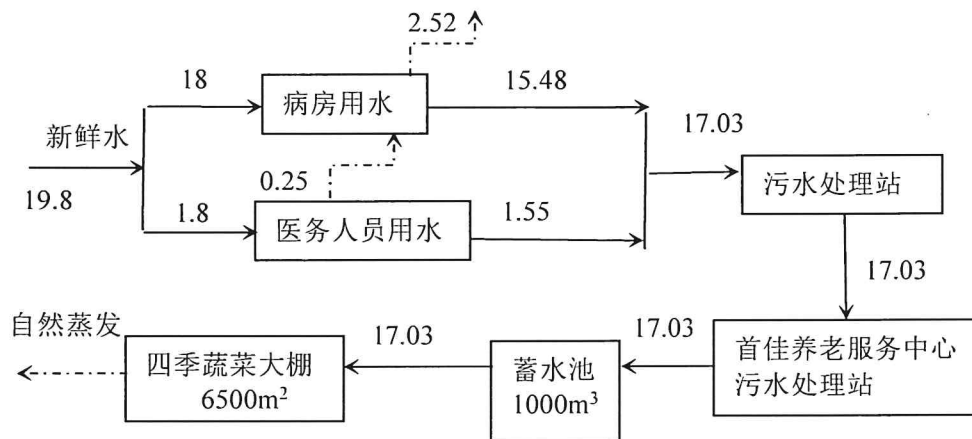 2.52
18
病房用水
15.48
新鲜水
17.03
19.8
0.25
污水处理站
1.8
医务人员用水
1.55
17.03
自然蒸发
17.03
17.03
四季蔬菜大棚
6500m²
蓄水池
1000m³
首佳养老服务中心
污水处理站